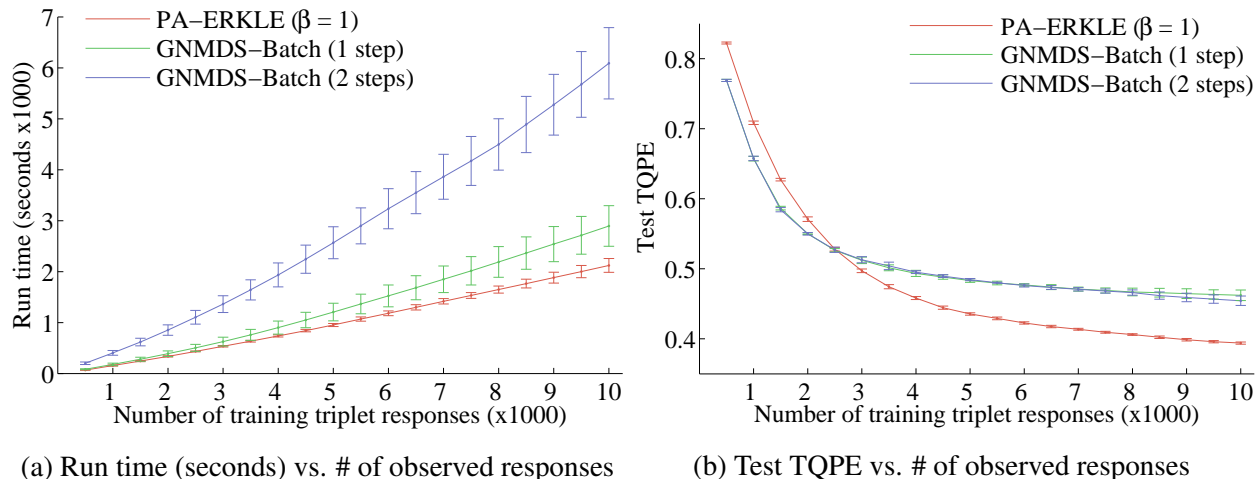 7
6
5
4
3
2
1
0
Run time (seconds x1000)
PA−ERKLE (β = 1)
GNMDS−Batch (1 step)
GNMDS−Batch (2 steps)
1 2 3 4 5 6 7 8 9 10
Number of training triplet responses (x1000)
(a) Run time (seconds) vs. # of observed responses
0.8
0.7
0.6
0.5
0.4
Test TQPE
PA−ERKLE (β = 1)
GNMDS−Batch (1 step)
GNMDS−Batch (2 steps)
1 2 3 4 5 6 7 8 9 10
Number of training triplet responses (x1000)
(b) Test TQPE vs. # of observed responses